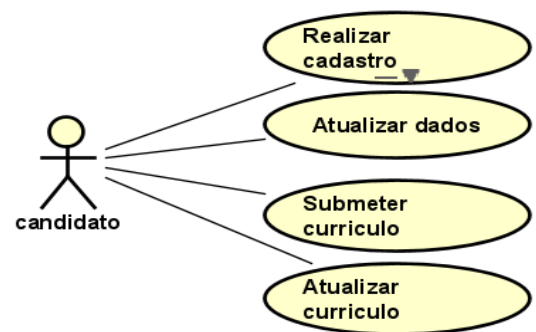 Realizar
cadastro
Atualizar dados
candidato
Submeter
curriculo
Atualizar
curriculo